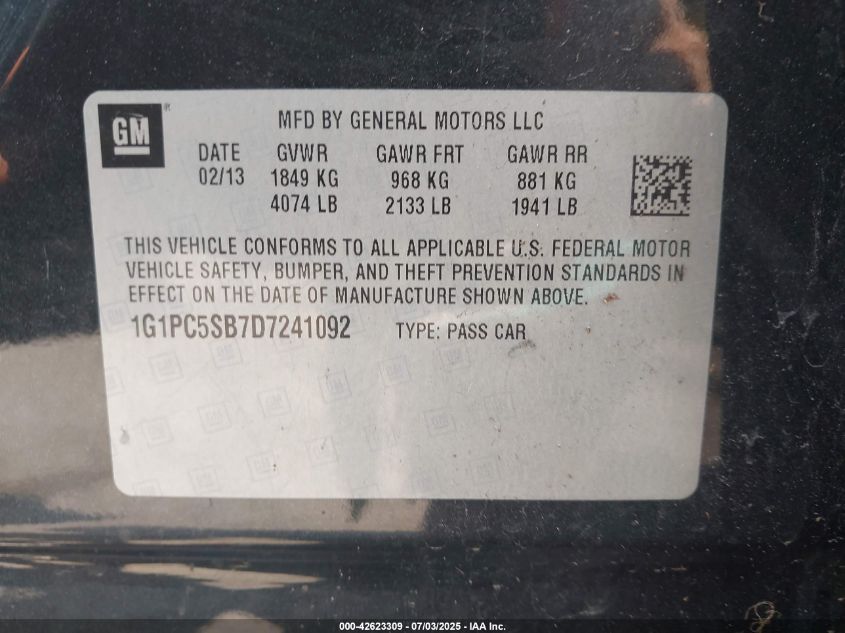 GM
®
MFD BY GENERAL MOTORS LLC
DATE GVWR GAWR FRT GAWR RR
02/13 1849 KG 968 KG 881 KG
4074 LB 2133 LB 1941 LB
THIS VEHICLE CONFORMS TO ALL APPLICABLE U.S. FEDERAL MOTOR
VEHICLE SAFETY, BUMPER, AND THEFT PREVENTION STANDARDS IN
EFFECT ON THE DATE OF MANUFACTURE SHOWN ABOVE.
1G1PC5SB7D7241092 TYPE: PASS CAR
000-42623309 - 07/03/2025 - IAA Inc.